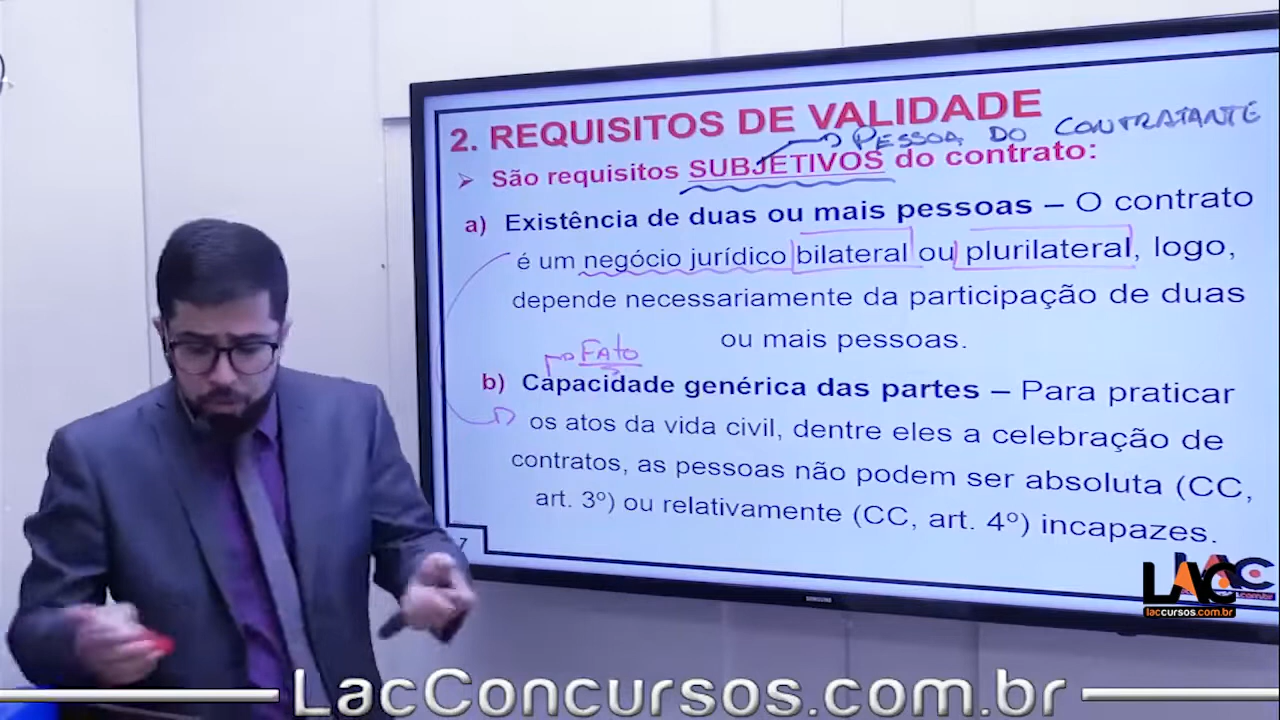 2. REQUISITOS DE VALIDADE
PESSOA DO CONTRATANTE
➢ São requisitos SUBJETIVOS do contrato:
a) Existência de duas ou mais pessoas – O contrato
é um negócio jurídico bilateral ou plurilateral, logo,
depende necessariamente da participação de duas
ou mais pessoas.
FATO
b) Capacidade genérica das partes – Para praticar
os atos da vida civil, dentre eles a celebração de
contratos, as pessoas não podem ser absoluta (CC,
art. 3º) ou relativamente (CC, art. 4º) incapazes.
7
LAC
laccursos.com.br
SAMSUNG
LacConcursos.com.br